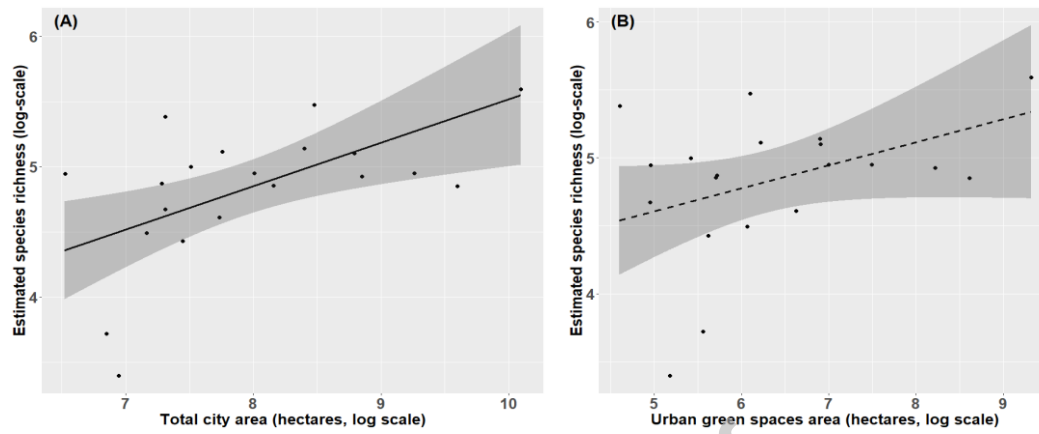 (A)
6
5
4
Estimated species richness (log-scale)
7 8 9 10
Total city area (hectares, log scale)
(B)
6
5
4
Estimated species richness (log-scale)
5 6 7 8 9
Urban green spaces area (hectares, log scale)